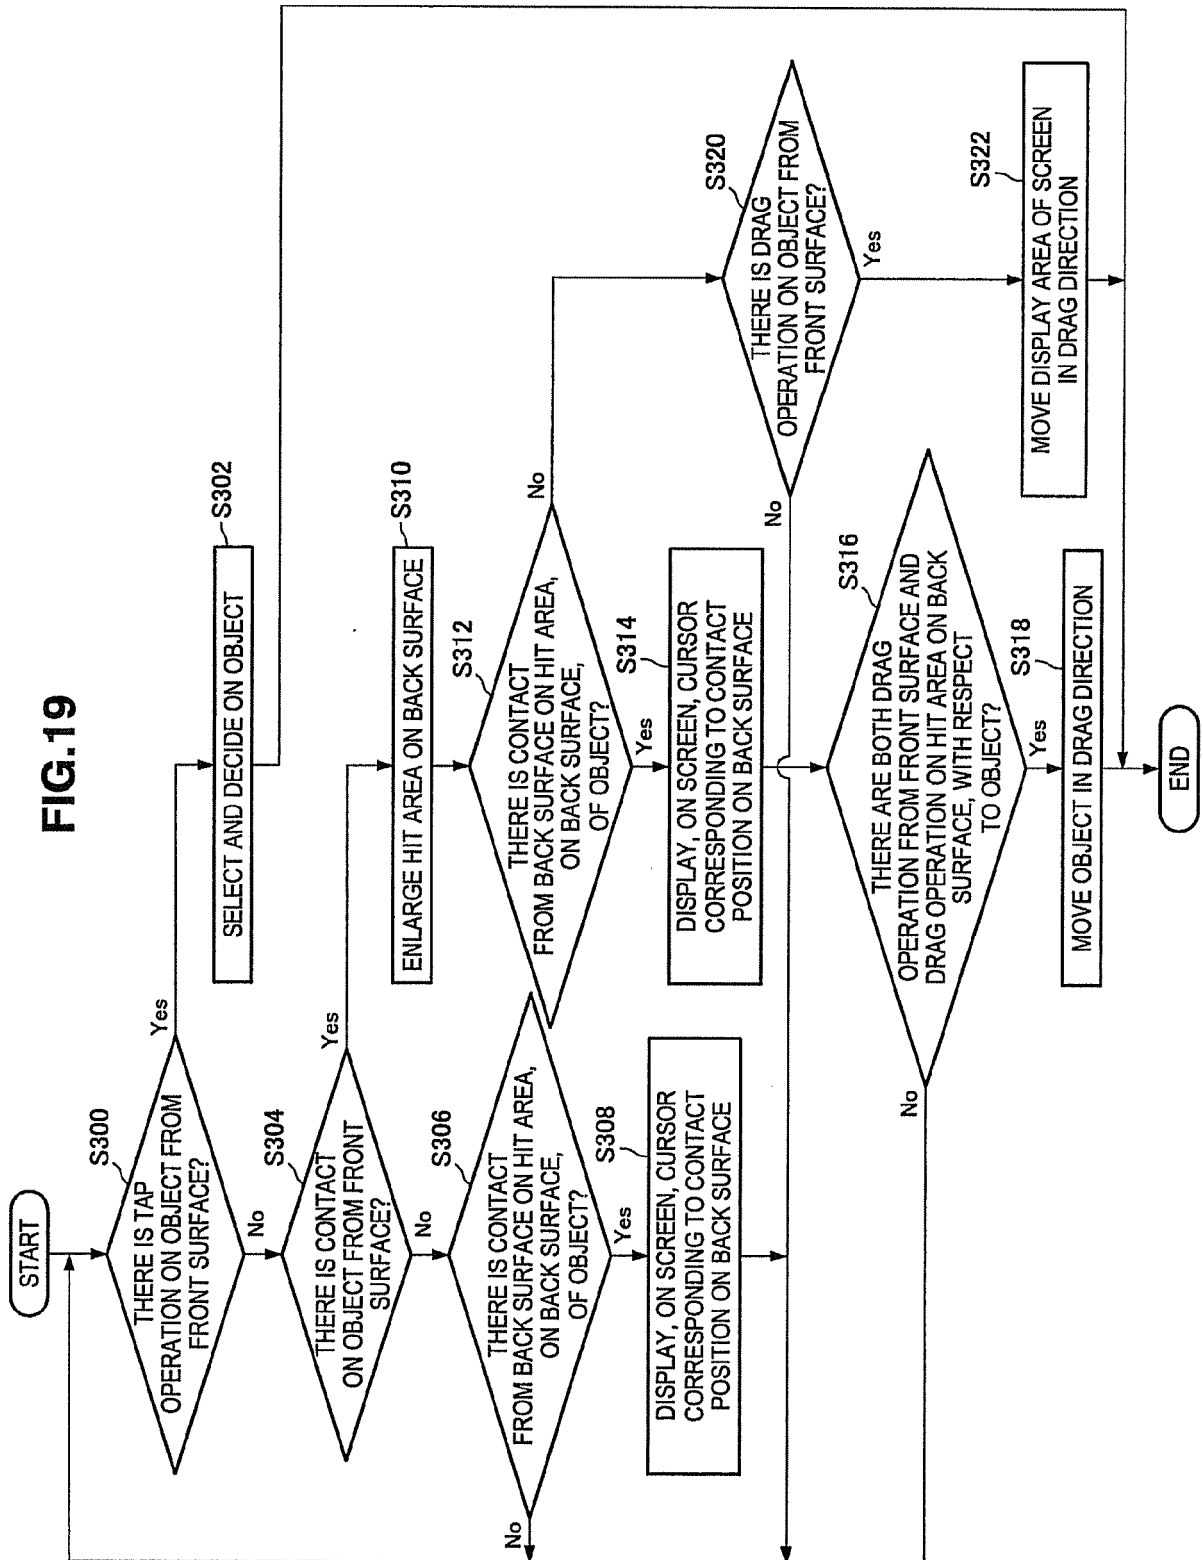 FIG.19
START
S300
THERE IS TAP
OPERATION ON OBJECT FROM
FRONT SURFACE?
Yes
No
S302
SELECT AND DECIDE ON OBJECT
S304
THERE IS CONTACT
ON OBJECT FROM FRONT
SURFACE?
Yes
No
S306
THERE IS CONTACT
FROM BACK SURFACE ON HIT AREA,
ON BACK SURFACE,
OF OBJECT?
No
Yes
S308
DISPLAY, ON SCREEN, CURSOR
CORRESPONDING TO CONTACT
POSITION ON BACK SURFACE
S310
ENLARGE HIT AREA ON BACK SURFACE
S312
THERE IS CONTACT
FROM BACK SURFACE ON HIT AREA,
ON BACK SURFACE,
OF OBJECT?
No
Yes
S314
DISPLAY, ON SCREEN, CURSOR
CORRESPONDING TO CONTACT
POSITION ON BACK SURFACE
S316
THERE ARE BOTH DRAG
OPERATION FROM FRONT SURFACE AND
DRAG OPERATION ON HIT AREA ON BACK
SURFACE, WITH RESPECT
TO OBJECT?
No
Yes
S318
MOVE OBJECT IN DRAG DIRECTION
S320
THERE IS DRAG
OPERATION ON OBJECT FROM
FRONT SURFACE?
No
Yes
S322
MOVE DISPLAY AREA OF SCREEN
IN DRAG DIRECTION
END